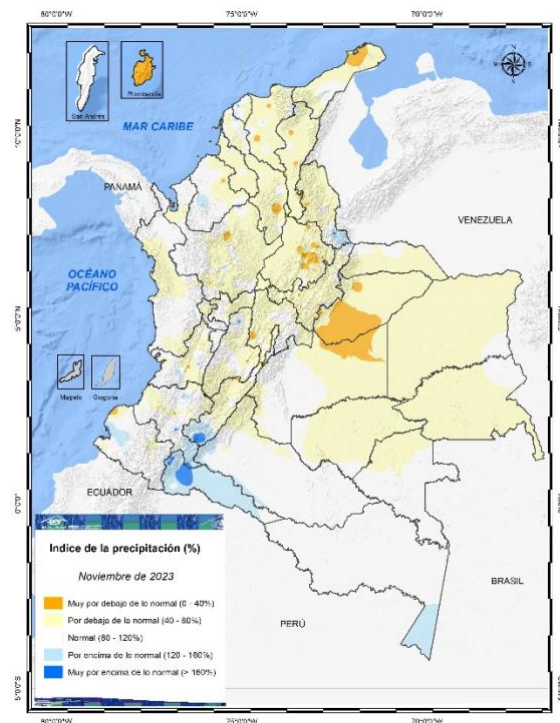 80°0'0"W 75°0'0"W 70°0'0"W
San Andrés
Providencia
N
MAR CARIBE
PANAMÁ
VENEZUELA
OCÉANO
PACÍFICO
Malpelo
Gorgona
ECUADOR
BRASIL
PERÚ
Indice de la precipitación (%)
Noviembre de 2023
Muy por debajo de lo normal (0 - 40%)
Por debajo de lo normal (40 - 80%)
Normal (80 - 120%)
Por encima de lo normal (120 - 160%)
Muy por encima de lo normal (> 160%)
80°0'0"W 75°0'0"W 70°0'0"W